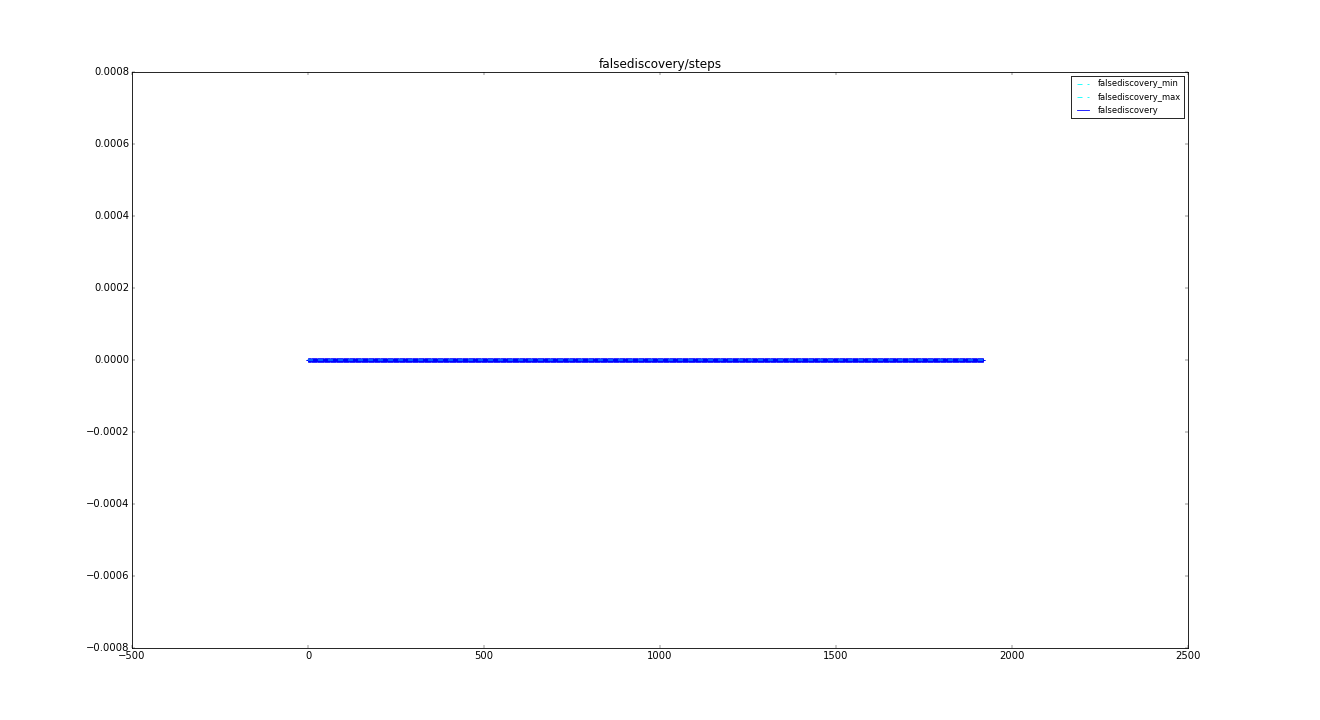 falsediscovery/steps
0.0008
0.0006
0.0004
0.0002
0.0000
−0.0002
−0.0004
−0.0006
−0.0008
falsediscovery_min
falsediscovery_max
falsediscovery
−500 0 500 1000 1500 2000 2500